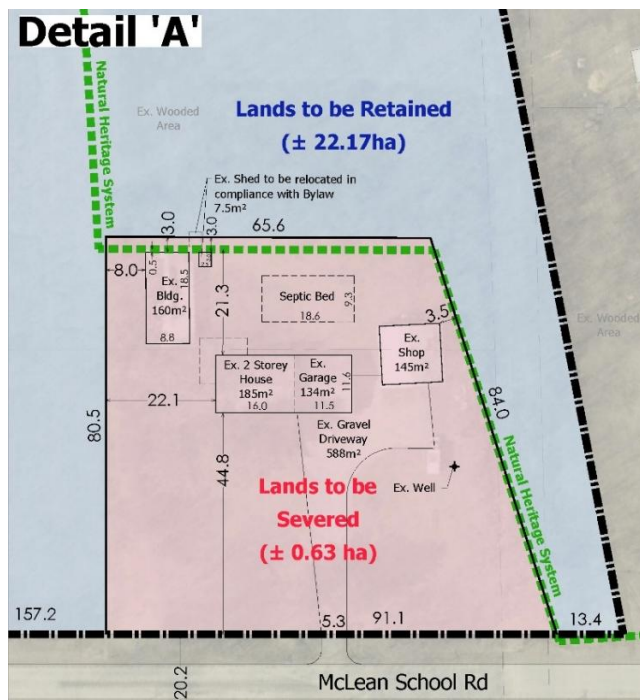 Detail 'A'
Natural Heritage System
Ex. Wooded
Area
Lands to be Retained
(± 22.17ha)
Ex. Shed to be relocated in
compliance with Bylaw
7.5m²
3.0
3.0
65.6
8.0
0.5
18.5
Ex.
Bldg.
160m²
8.8
21.3
Septic Bed
18.6
9.3
3.5
Ex.
Shop
145m²
Ex. Wooded
Area
Ex. 2 Storey
House
185m²
16.0
Ex.
Garage
134m²
11.5
11.6
22.1
80.5
44.8
84.0
Ex. Gravel
Driveway
588m²
Ex. Well
Natural Heritage System
Lands to be
Severed
(± 0.63 ha)
157.2
5.3
91.1
13.4
20.2
McLean School Rd